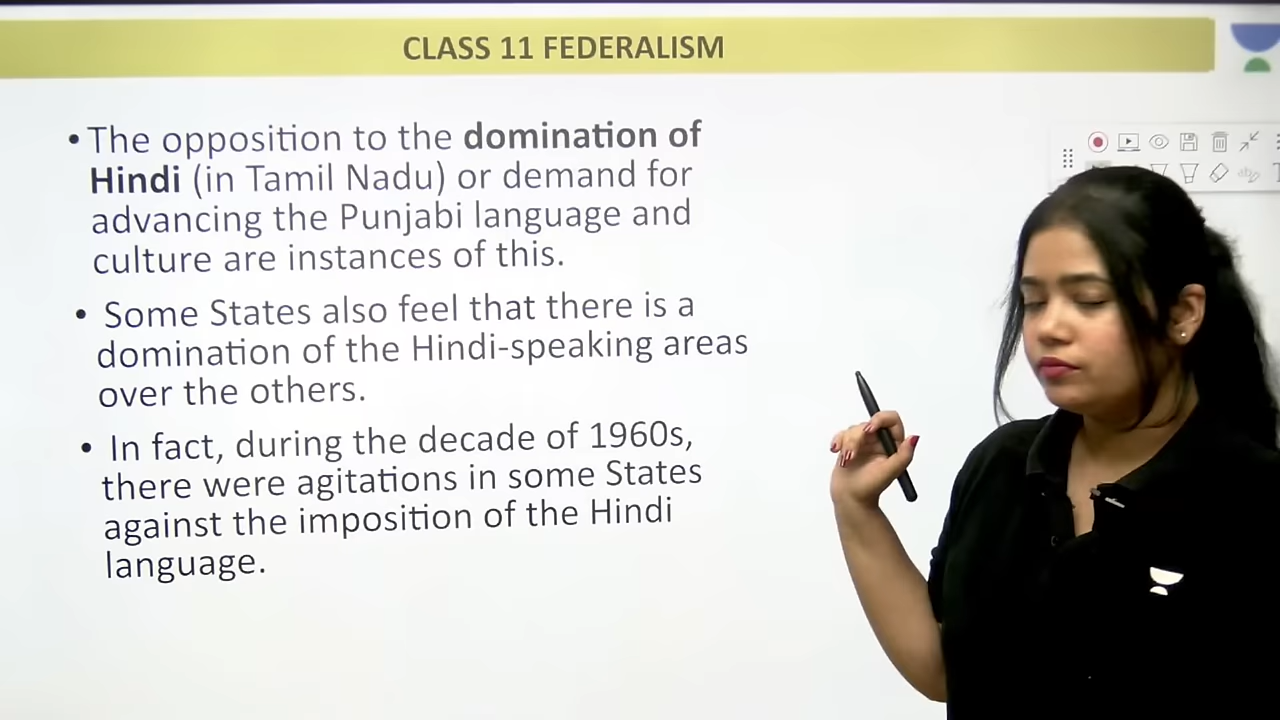 CLASS 11 FEDERALISM
• The opposition to the domination of
Hindi (in Tamil Nadu) or demand for
advancing the Punjabi language and
culture are instances of this.
• Some States also feel that there is a
domination of the Hindi-speaking areas
over the others.
• In fact, during the decade of 1960s,
there were agitations in some States
against the imposition of the Hindi
language.